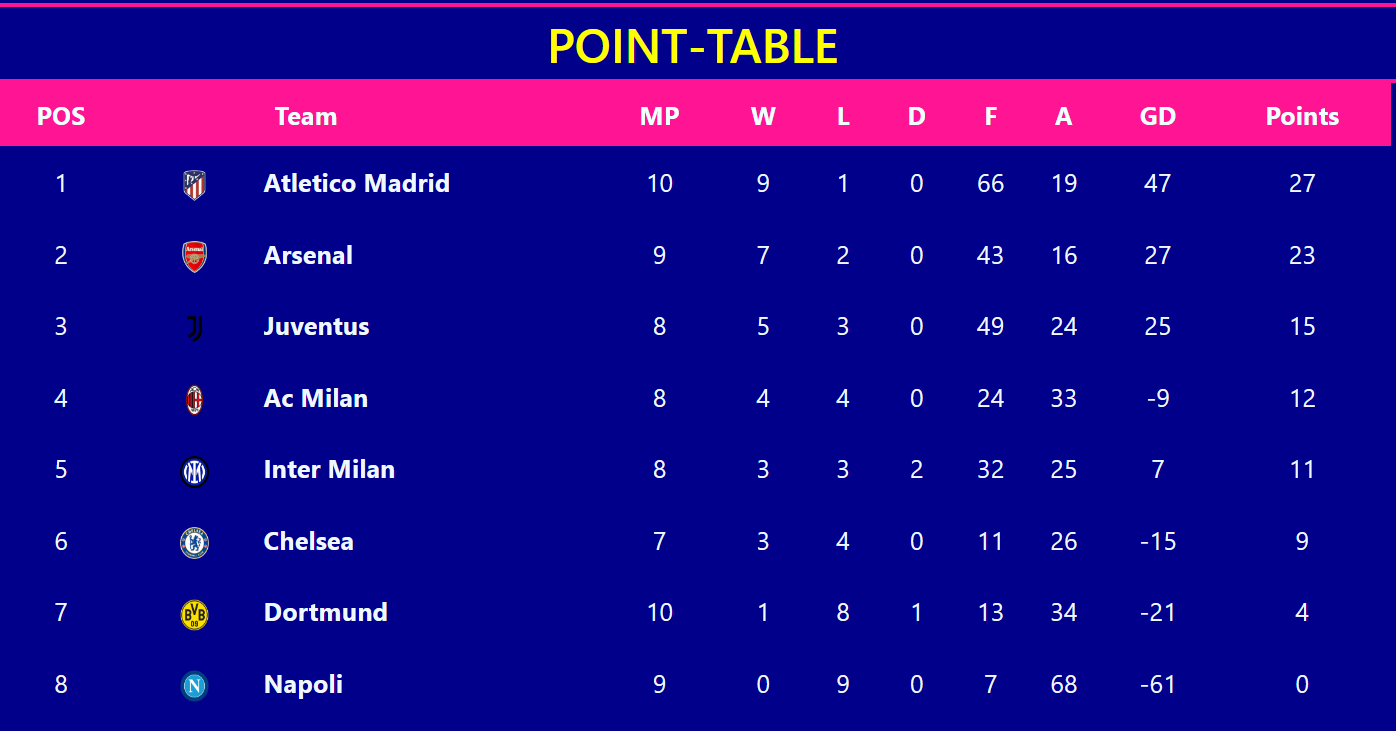 POINT-TABLE
POS Team MP W L D F A GD Points
1 Atletico Madrid 10 9 1 0 66 19 47 27
2 Arsenal Arsenal 9 7 2 0 43 16 27 23
3 Juventus 8 5 3 0 49 24 25 15
4 Ac Milan 8 4 4 0 24 33 -9 12
5 Inter Milan 8 3 3 2 32 25 7 11
6 Chelsea 7 3 4 0 11 26 -15 9
7 BVB 09 Dortmund 10 1 8 1 13 34 -21 4
8 N Napoli 9 0 9 0 7 68 -61 0